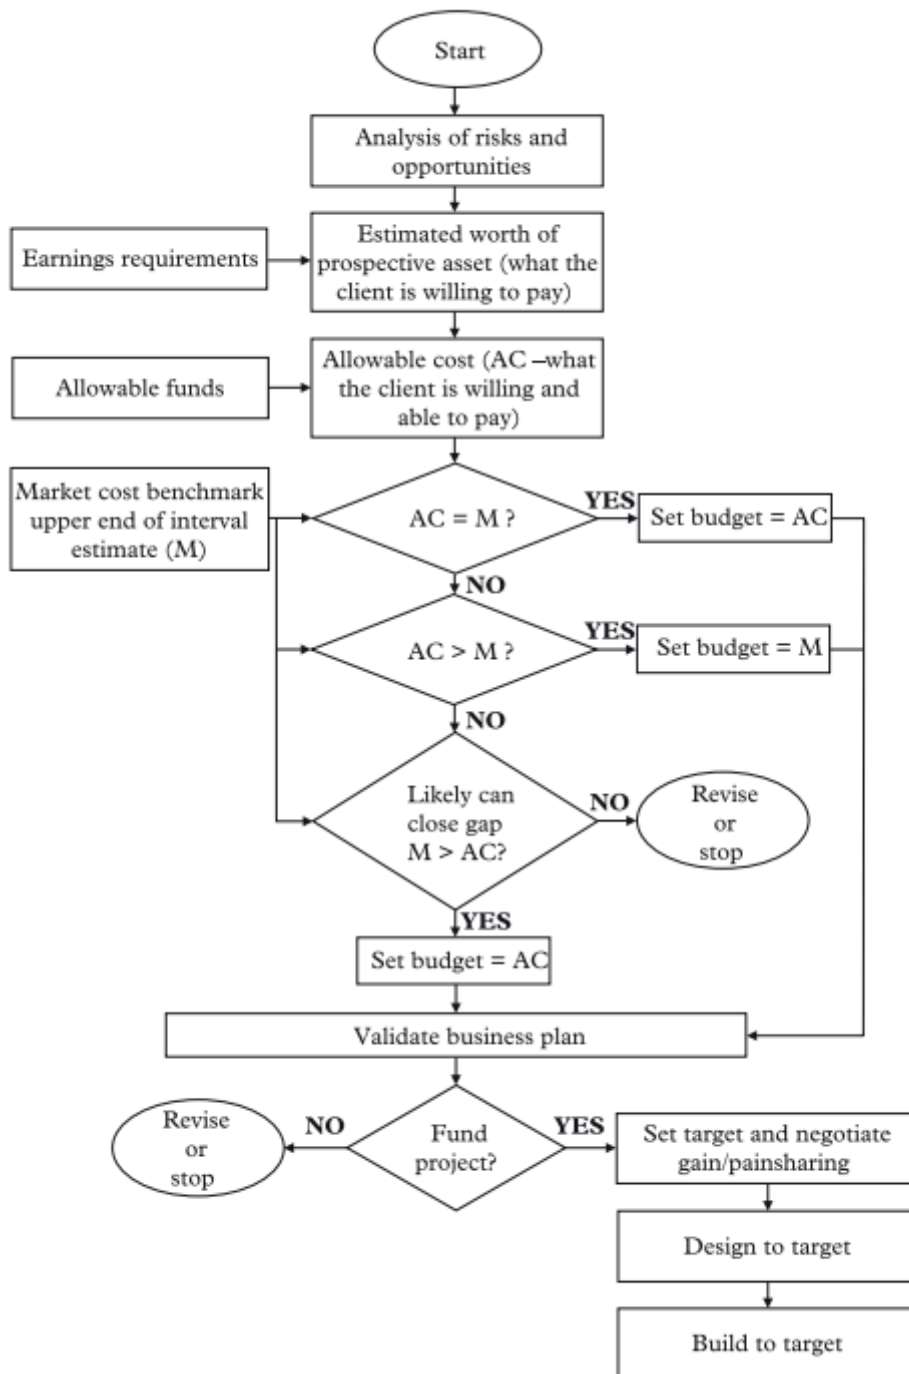 Start
Analysis of risks and
opportunities
Earnings requirements
Estimated worth of
prospective asset (what the
client is willing to pay)
Allowable funds
Allowable cost (AC –what
the client is willing and
able to pay)
Market cost benchmark
upper end of interval
estimate (M)
AC = M ?
YES
Set budget = AC
NO
AC > M ?
YES
Set budget = M
NO
Likely can
close gap
M > AC?
NO
Revise
or
stop
YES
Set budget = AC
Validate business plan
Fund
project?
NO
Revise
or
stop
YES
Set target and negotiate
gain/painsharing
Design to target
Build to target